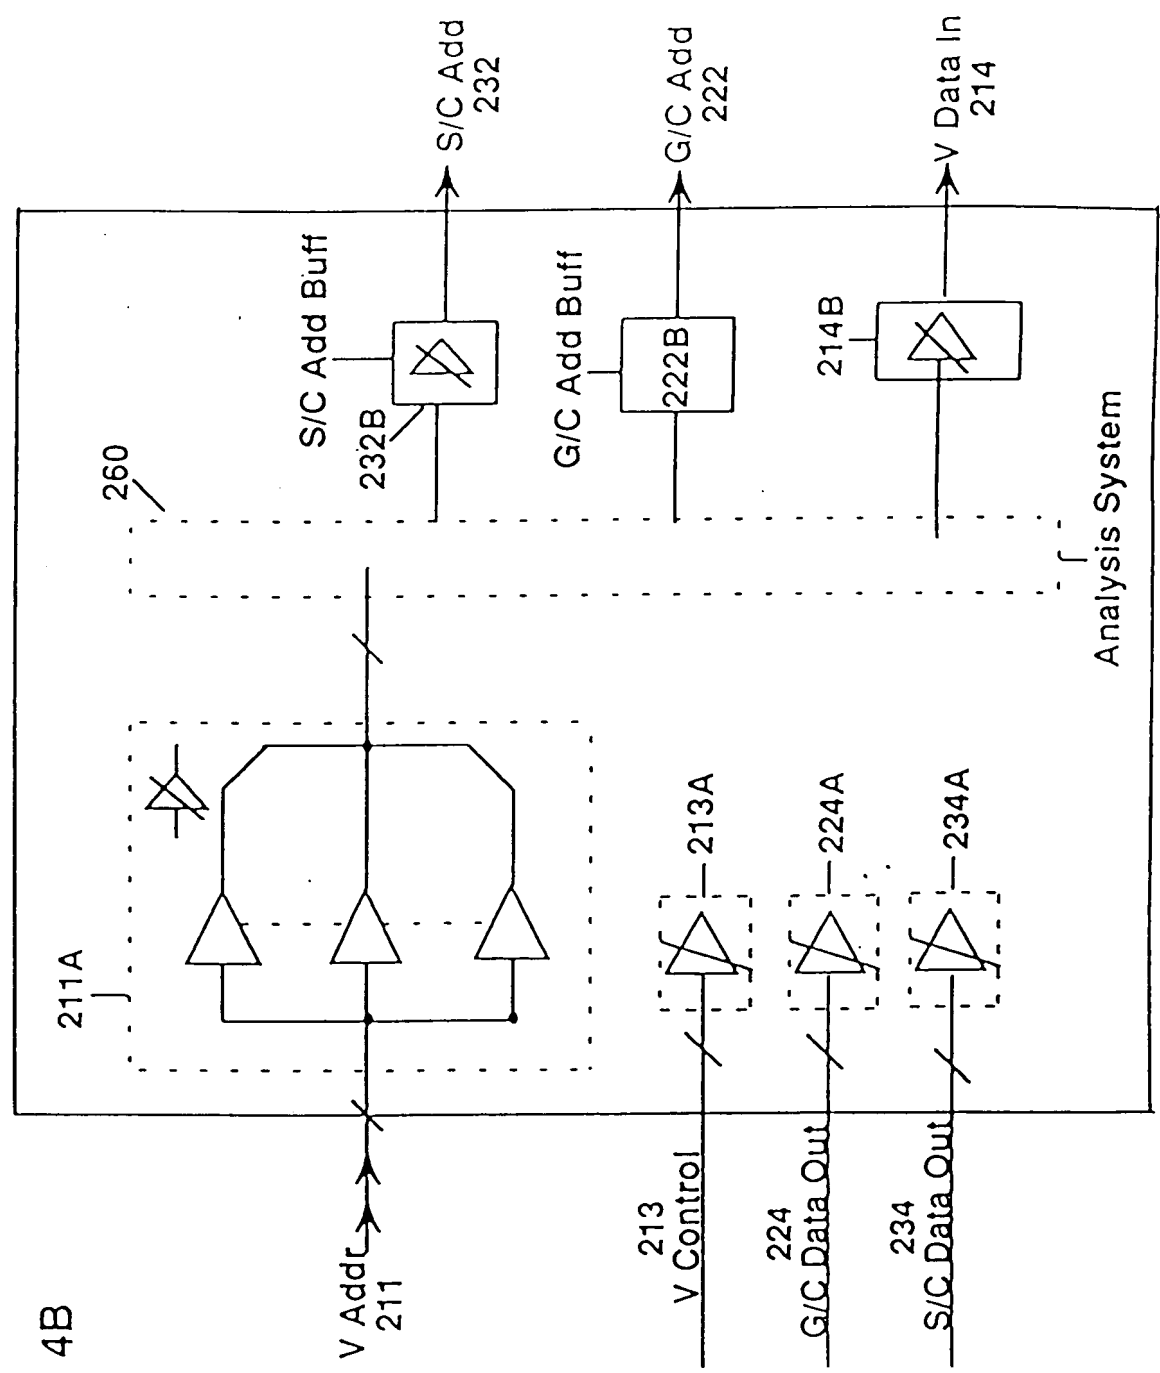 4B
V Addr
211
211A
213
V Control
213A
224
G/C Data Out
224A
234
S/C Data Out
234A
260
Analysis System
S/C Add Buff
232B
S/C Add
232
G/C Add Buff
222B
G/C Add
222
214B
V Data In
214